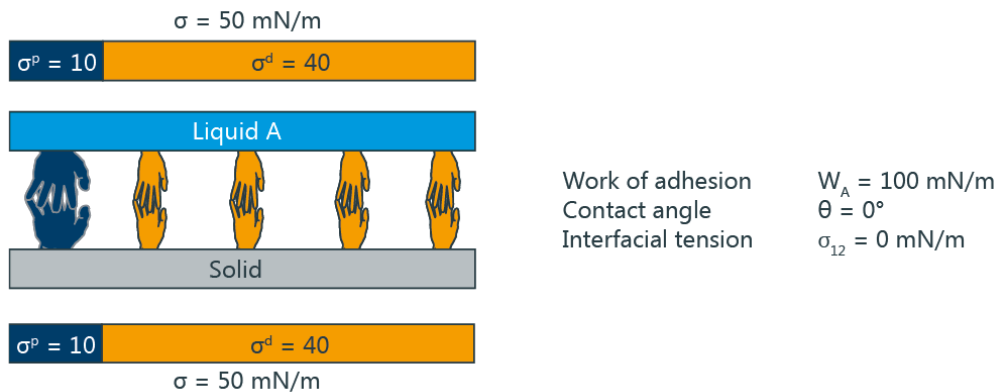 σ = 50 mN/m
σᵖ = 10 σᵈ = 40
Liquid A
Work of adhesion W_A = 100 mN/m
Contact angle θ = 0°
Interfacial tension σ₁₂ = 0 mN/m
Solid
σᵖ = 10 σᵈ = 40
σ = 50 mN/m